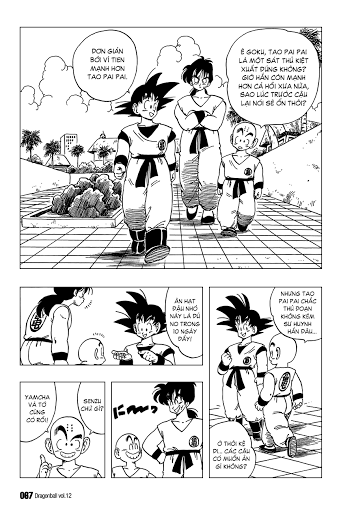 Ê GOKU, TAO PAI PAI
LÀ MỘT SÁT THỦ KIỆT
XUẤT ĐÚNG KHÔNG?
GIỜ HẮN CÒN MẠNH
HƠN CẢ HỒI XƯA NỮA,
SAO LÚC TRƯỚC CẬU
LẠI NÓI SẼ ỔN THÔI?
ĐƠN GIẢN
BỞI VÌ TIEN
MẠNH HƠN
TAO PAI PAI.
NHƯNG TAO
PAI PAI CHẮC
THỦ ĐOẠN
KHÔNG KÉM
SƯ HUYNH
HẮN ĐÂU...
Ờ THÔI KỆ
ĐI... CÁC CẬU
CÓ MUỐN ĂN
GÌ KHÔNG?
ĂN HẠT
ĐẬU NHỎ
NÀY LÀ ĐỦ
NO TRONG
10 NGÀY
ĐẤY!
SENZU
CHỨ GÌ?
YAMCHA
VÀ TỚ
CŨNG
CÓ RỒI!
に〜っ
067 Dragonball vol.12